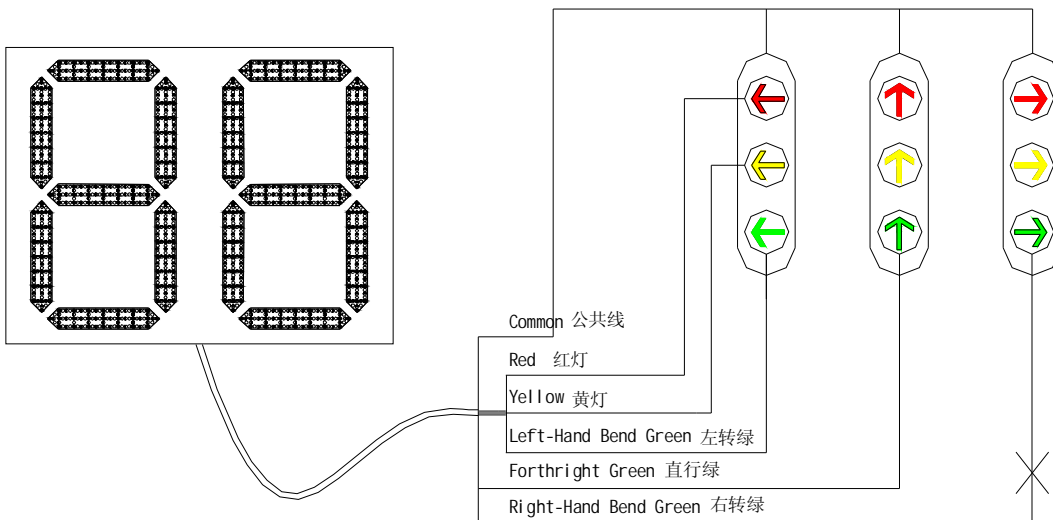 Common 公共线
Red 红灯
Yellow 黄灯
Left-Hand Bend Green 左转绿
Forthright Green 直行绿
Right-Hand Bend Green 右转绿